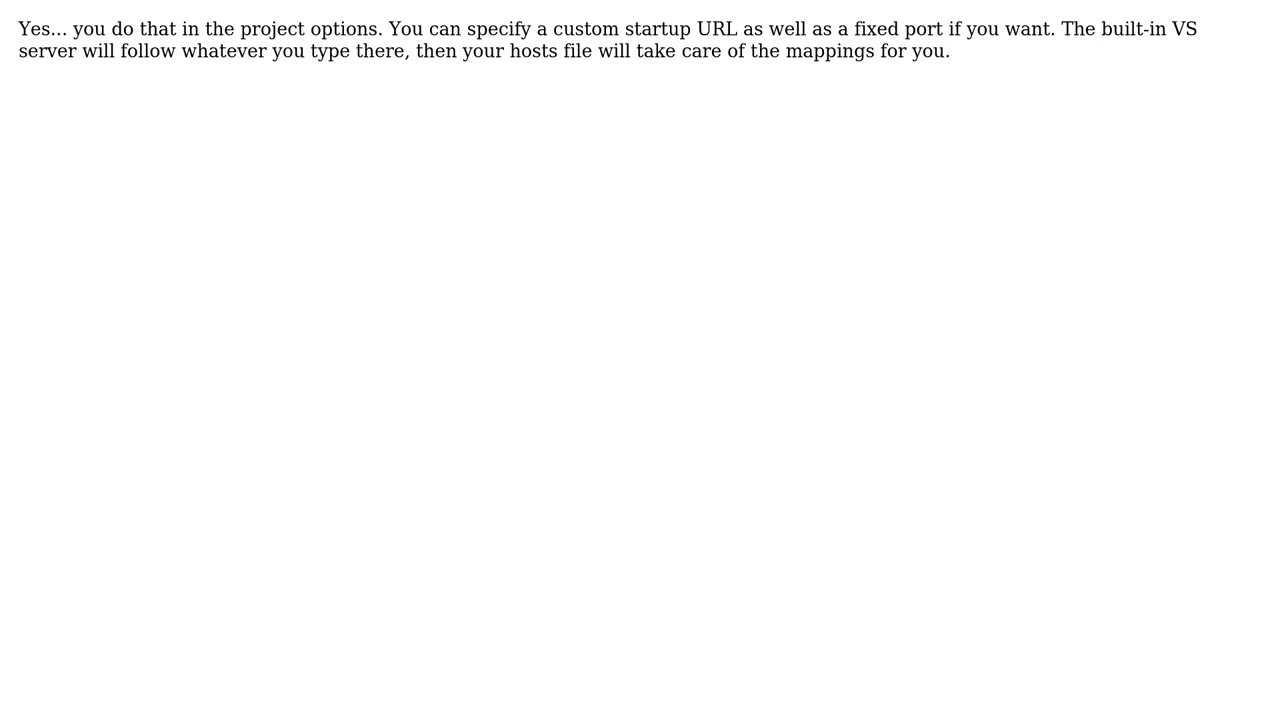 Yes... you do that in the project options. You can specify a custom startup URL as well as a fixed port if you want. The built-in VS
server will follow whatever you type there, then your hosts file will take care of the mappings for you.